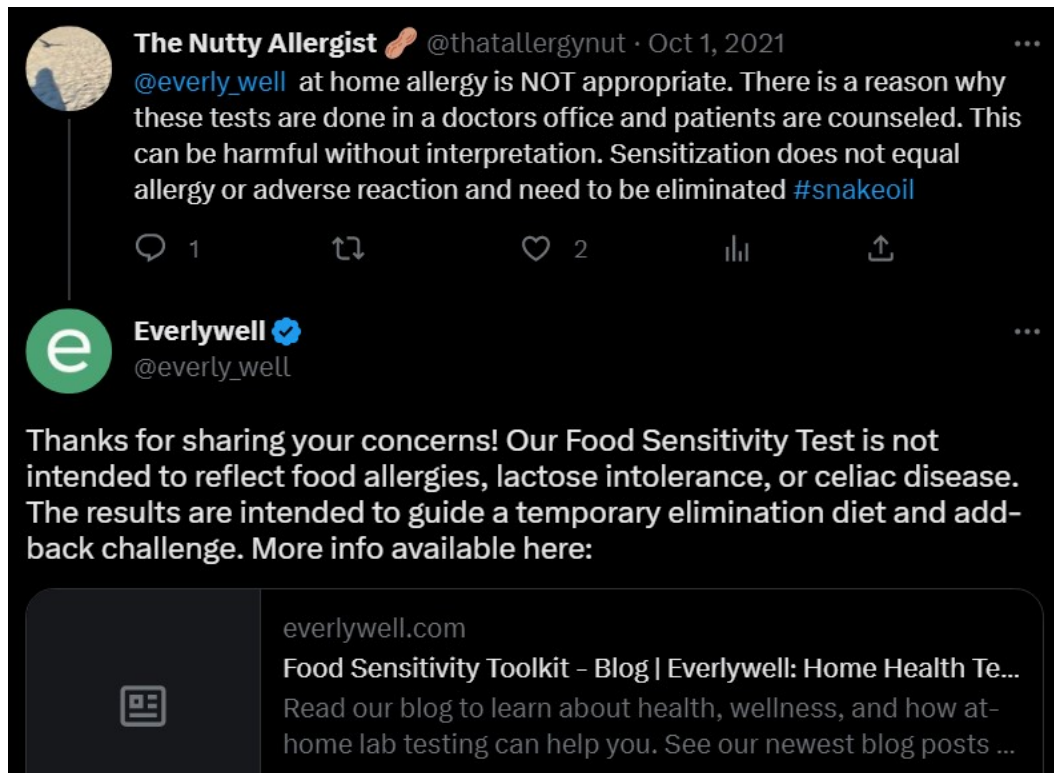 The Nutty Allergist 🥜 @thatallergynut · Oct 1, 2021
@everly_well at home allergy is NOT appropriate. There is a reason why
these tests are done in a doctors office and patients are counseled. This
can be harmful without interpretation. Sensitization does not equal
allergy or adverse reaction and need to be eliminated #snakeoil
1 2
e
Everlywell
@everly_well
Thanks for sharing your concerns! Our Food Sensitivity Test is not
intended to reflect food allergies, lactose intolerance, or celiac disease.
The results are intended to guide a temporary elimination diet and add-
back challenge. More info available here:
everlywell.com
Food Sensitivity Toolkit - Blog | Everlywell: Home Health Te...
Read our blog to learn about health, wellness, and how at-
home lab testing can help you. See our newest blog posts ...